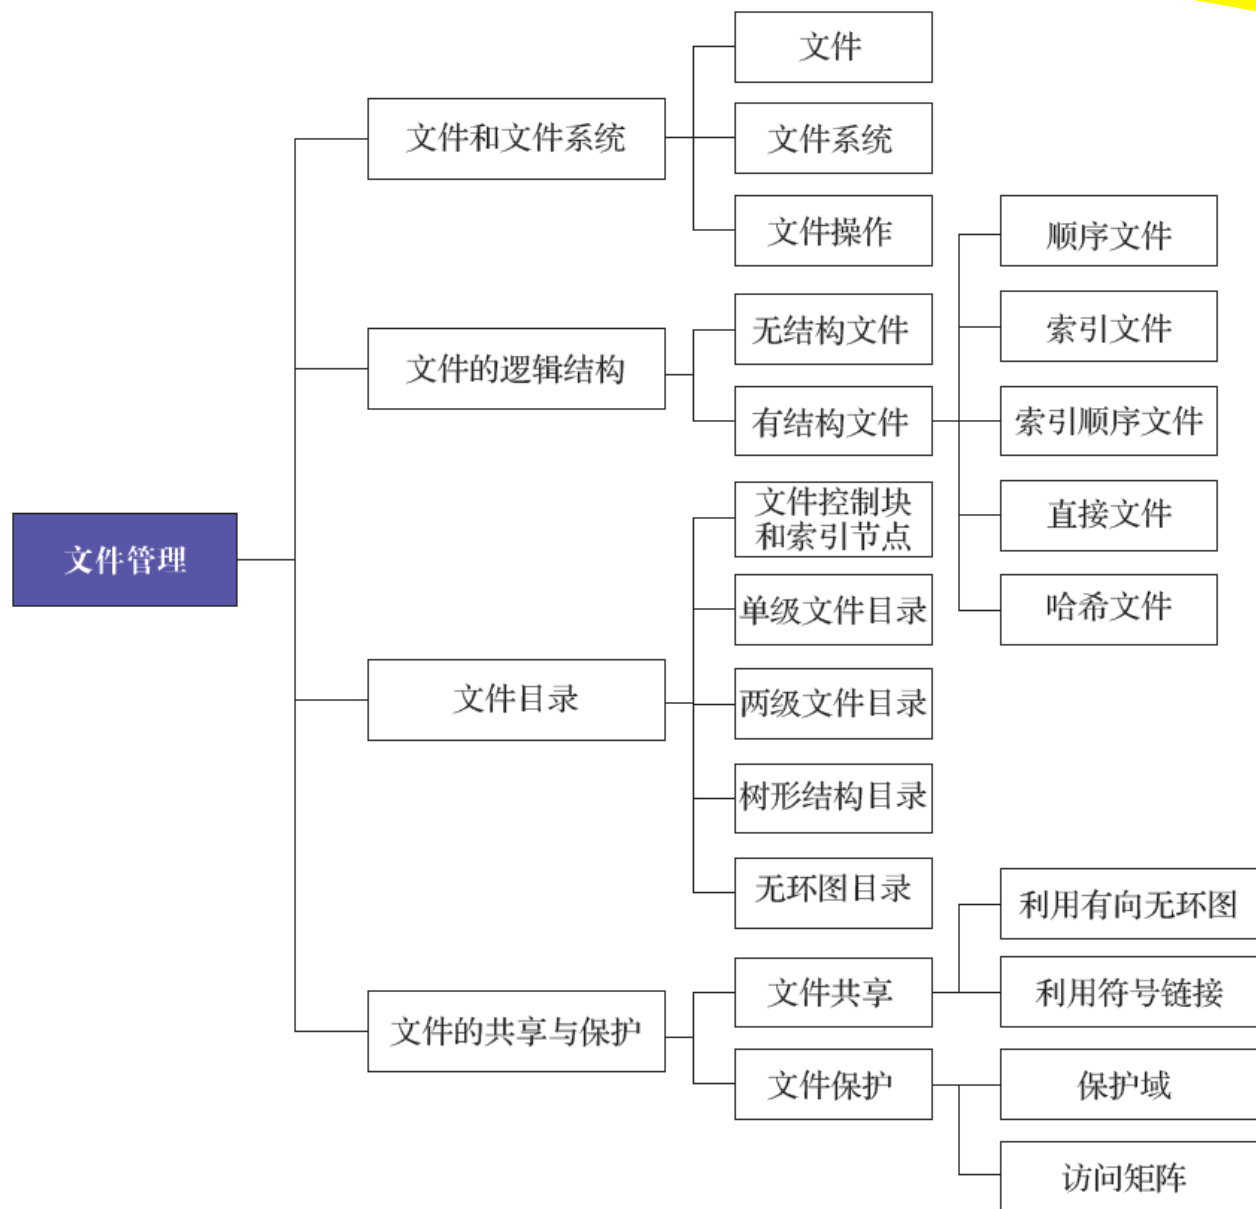 文件管理
文件和文件系统
文件
文件系统
文件操作
文件的逻辑结构
无结构文件
有结构文件
顺序文件
索引文件
索引顺序文件
直接文件
哈希文件
文件目录
文件控制块
和索引节点
单级文件目录
两级文件目录
树形结构目录
无环图目录
文件的共享与保护
文件共享
利用有向无环图
利用符号链接
文件保护
保护域
访问矩阵